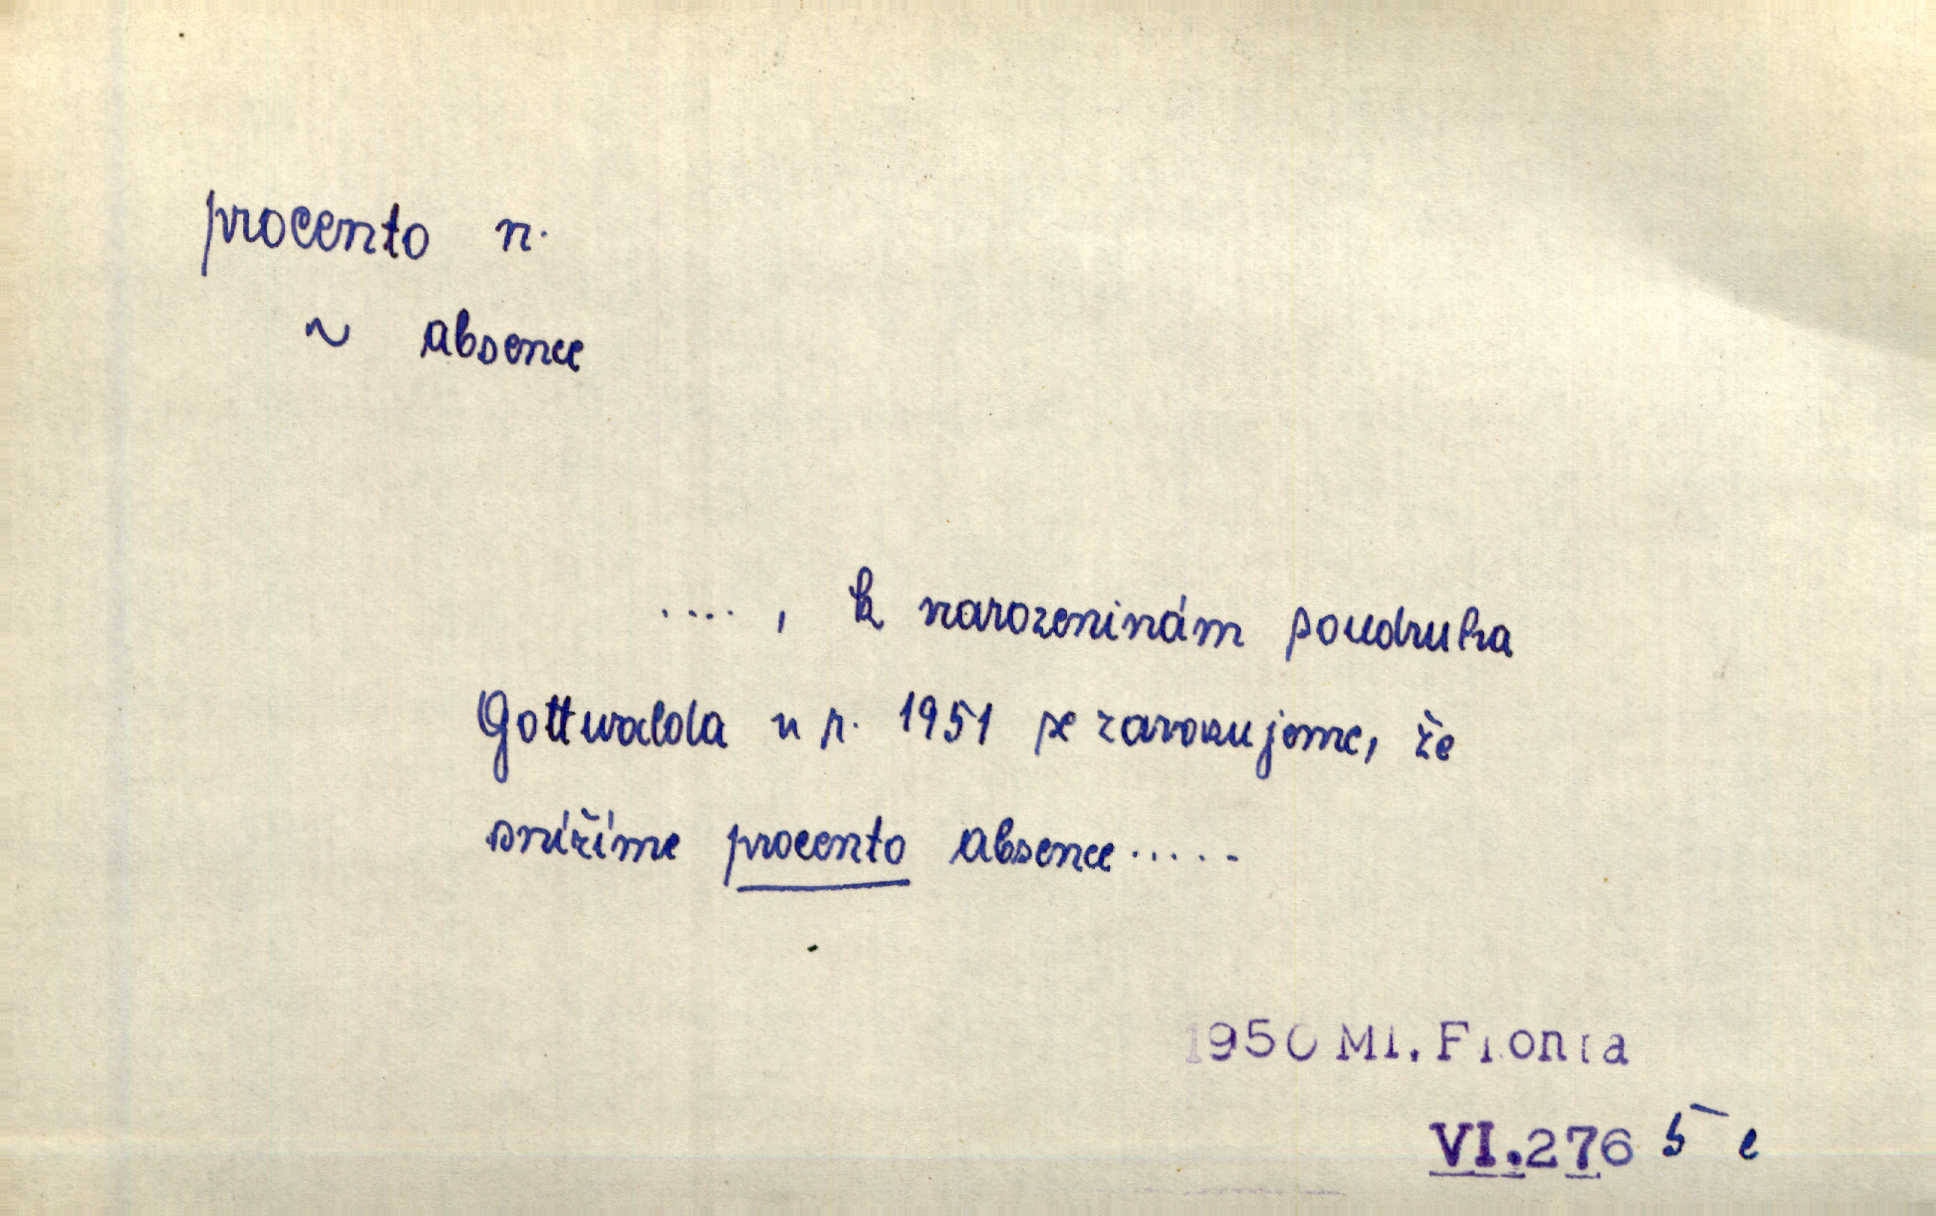 procento n.
~ absence
...., k narozeninám soudruha
Gottwalda v r. 1951 se zavazujeme, že
snížíme procento absence.....
1950 Ml. Fronta
VI.276 5 e